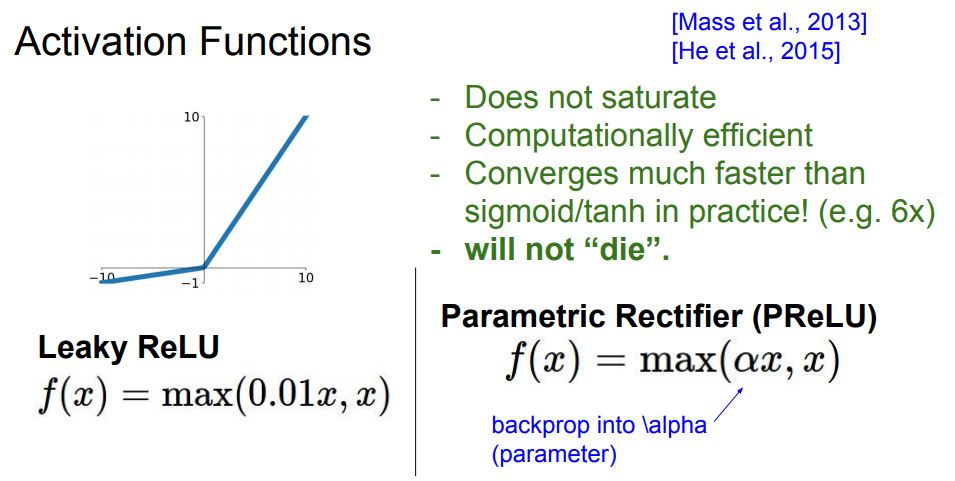 Activation Functions
[Mass et al., 2013]
[He et al., 2015]
- Does not saturate
- Computationally efficient
- Converges much faster than
sigmoid/tanh in practice! (e.g. 6x)
- will not “die”.
10
−10
−1
10
Leaky ReLU
f(x) = max(0.01x, x)
Parametric Rectifier (PReLU)
f(x) = max(αx, x)
backprop into \alpha
(parameter)